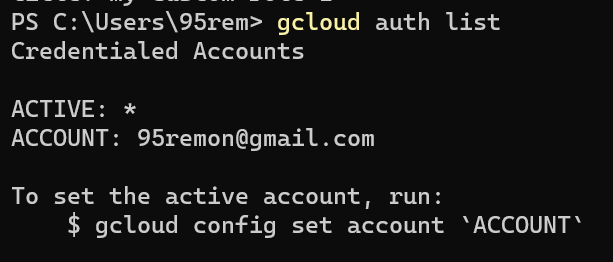 PS C:\Users\95rem> gcloud auth list
Credentialed Accounts
ACTIVE: *
ACCOUNT: 95remon@gmail.com
To set the active account, run:
$ gcloud config set account `ACCOUNT`